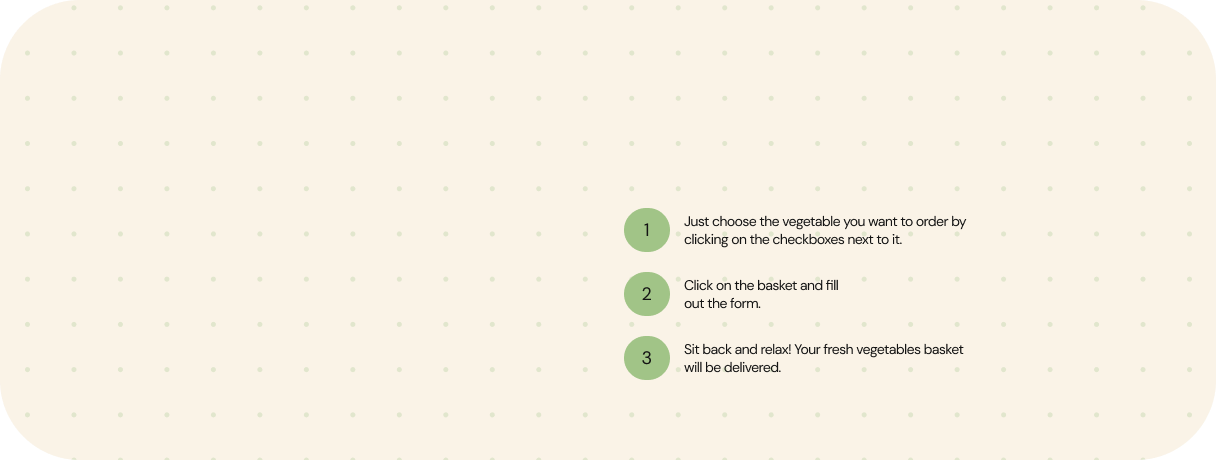 1
Just choose the vegetable you want to order by
clicking on the checkboxes next to it.
2
Click on the basket and fill
out the form.
3
Sit back and relax! Your fresh vegetables basket
will be delivered.